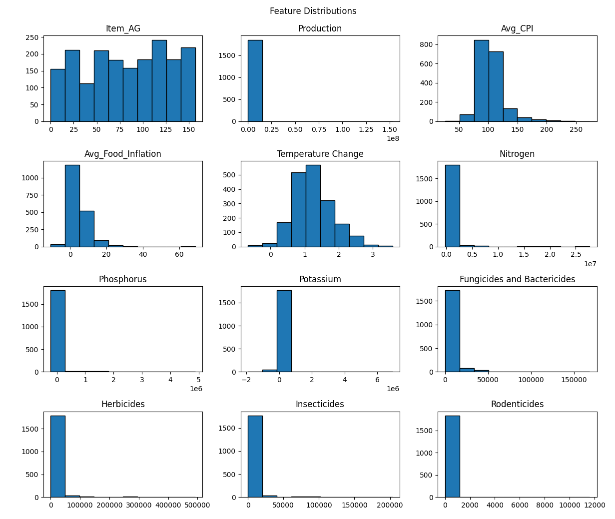 Feature Distributions
Item_AG Production Avg_CPI
250
200
150
100
50
0
0 25 50 75 100 125 150
1500
1000
500
0
0.00 0.25 0.50 0.75 1.00 1.25 1.50
1e8
800
600
400
200
0
50 100 150 200 250
Avg_Food_Inflation Temperature Change Nitrogen
1000
750
500
250
0
0 20 40 60
500
400
300
200
100
0
0 1 2 3
1500
1000
500
0
0.0 0.5 1.0 1.5 2.0 2.5
1e7
Phosphorus Potassium Fungicides and Bactericides
1500
1000
500
0
0 1 2 3 4 5
1e6
1500
1000
500
0
−2 0 2 4 6
1e6
1500
1000
500
0
0 50000 100000 150000
Herbicides Insecticides Rodenticides
1500
1000
500
0
0 100000 200000 300000 400000 500000
1500
1000
500
0
0 50000 100000 150000 200000
1500
1000
500
0
0 2000 4000 6000 8000 10000 12000